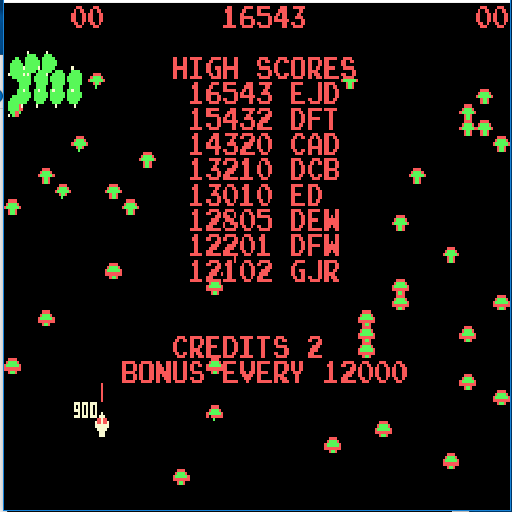 00 16543 00
HIGH SCORES
16543 EJD
15432 DFT
14320 CAD
13210 DCB
13010 ED
12805 DEW
12201 DFW
12102 GJR
CREDITS 2
BONUS EVERY 12000
900